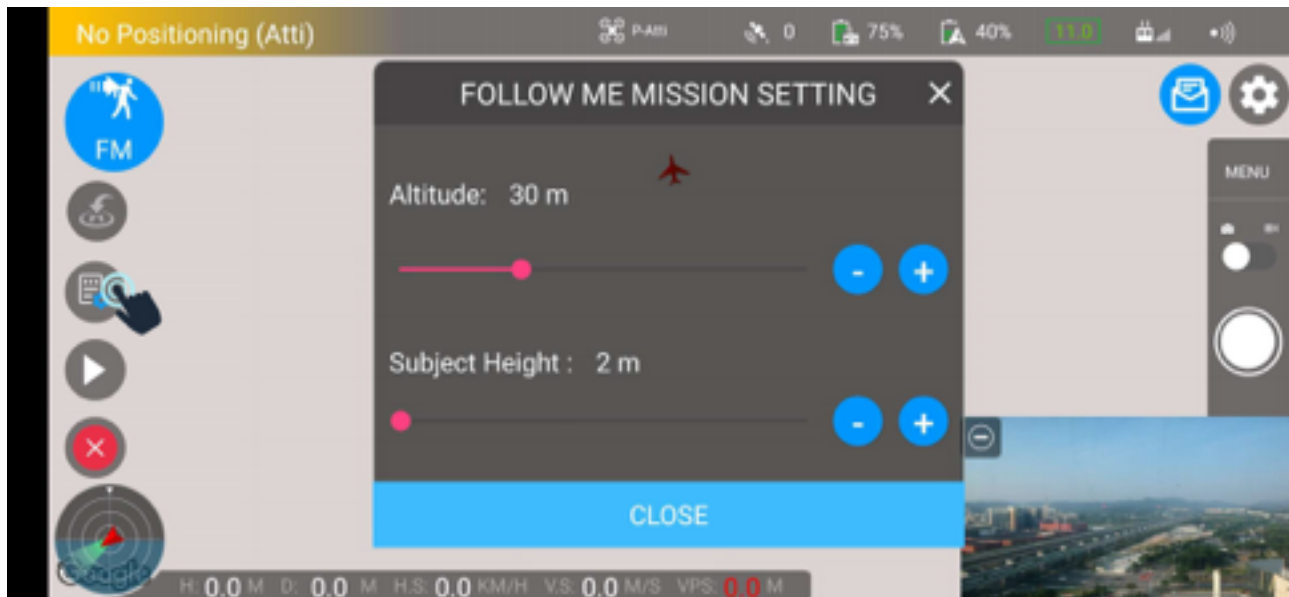 No Positioning (Atti) P-Atti 0 75% 40% 11.0
FOLLOW ME MISSION SETTING
FM
MENU
Altitude: 30 m
- +
Subject Height : 2 m
- +
CLOSE
Google
H: 0.0 M D: 0.0 M H.S: 0.0 KM/H V.S: 0.0 M/S VPS: 0.0 M